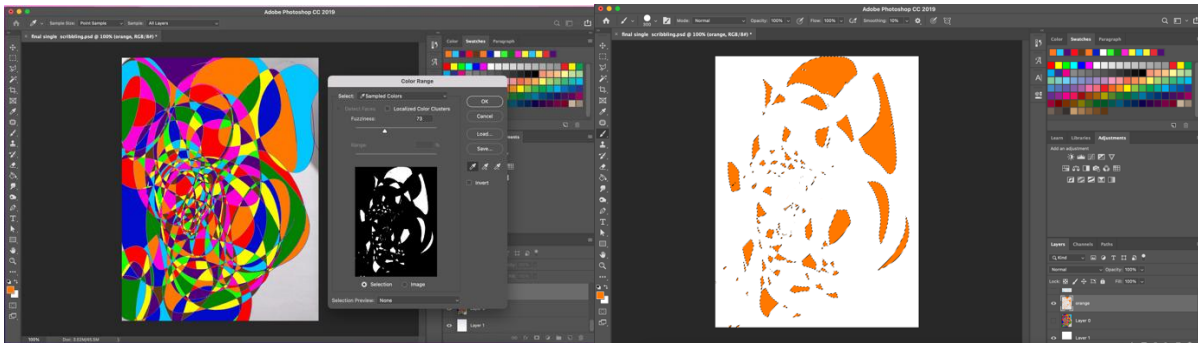 Adobe Photoshop CC 2019
Sample Size: Point Sample Sample: All Layers
final single scribbling.psd @ 100% (orange, RGB/8#) *
Color Swatches Paragraph
Color Range
Select: Sampled Colors
Detect Faces Localized Color Clusters
Fuzziness: 73
Range: %
OK
Cancel
Load...
Save...
Invert
Selection Image
Selection Preview: None
Layer 1
100%
Adobe Photoshop CC 2019
Mode: Normal Opacity: 100% Flow: 100% Smoothing: 10%
final single scribbling.psd @ 100% (orange, RGB/8#) *
Color Swatches Paragraph
Learn Libraries Adjustments
Add an adjustment
Layers Channels Paths
Kind
Normal Opacity: 100%
Lock: Fill: 100%
orange
Layer 0
Layer 1